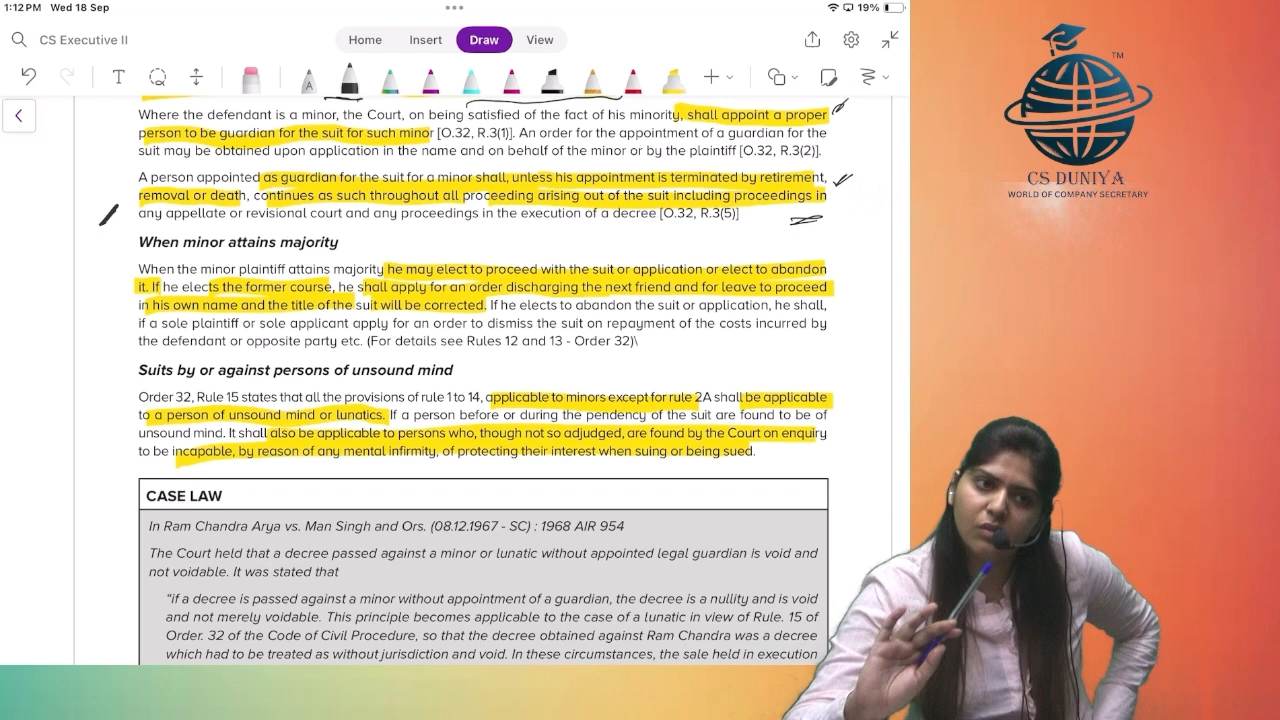 1:12 PM Wed 18 Sep
19%
CS Executive II
Home Insert Draw View
T
A
Where the defendant is a minor, the Court, on being satisfied of the fact of his minority, shall appoint a proper
person to be guardian for the suit for such minor [O.32, R.3(1)]. An order for the appointment of a guardian for the
suit may be obtained upon application in the name and on behalf of the minor or by the plaintiff [O.32, R.3(2)].
A person appointed as guardian for the suit for a minor shall, unless his appointment is terminated by retirement,
removal or death, continues as such throughout all proceeding arising out of the suit including proceedings in
any appellate or revisional court and any proceedings in the execution of a decree [O.32, R.3(5)]
When minor attains majority
When the minor plaintiff attains majority he may elect to proceed with the suit or application or elect to abandon
it. If he elects the former course, he shall apply for an order discharging the next friend and for leave to proceed
in his own name and the title of the suit will be corrected. If he elects to abandon the suit or application, he shall,
if a sole plaintiff or sole applicant apply for an order to dismiss the suit on repayment of the costs incurred by
the defendant or opposite party etc. (For details see Rules 12 and 13 - Order 32)\
Suits by or against persons of unsound mind
Order 32, Rule 15 states that all the provisions of rule 1 to 14, applicable to minors except for rule 2A shall be applicable
to a person of unsound mind or lunatics. If a person before or during the pendency of the suit are found to be of
unsound mind. It shall also be applicable to persons who, though not so adjudged, are found by the Court on enquiry
to be incapable, by reason of any mental infirmity, of protecting their interest when suing or being sued.
CASE LAW
In Ram Chandra Arya vs. Man Singh and Ors. (08.12.1967 - SC) : 1968 AIR 954
The Court held that a decree passed against a minor or lunatic without appointed legal guardian is void and
not voidable. It was stated that
"if a decree is passed against a minor without appointment of a guardian, the decree is a nullity and is void
and not merely voidable. This principle becomes applicable to the case of a lunatic in view of Rule. 15 of
Order. 32 of the Code of Civil Procedure, so that the decree obtained against Ram Chandra was a decree
which had to be treated as without jurisdiction and void. In these circumstances, the sale held in execution
TM
CS DUNIYA
WORLD OF COMPANY SECRETARY